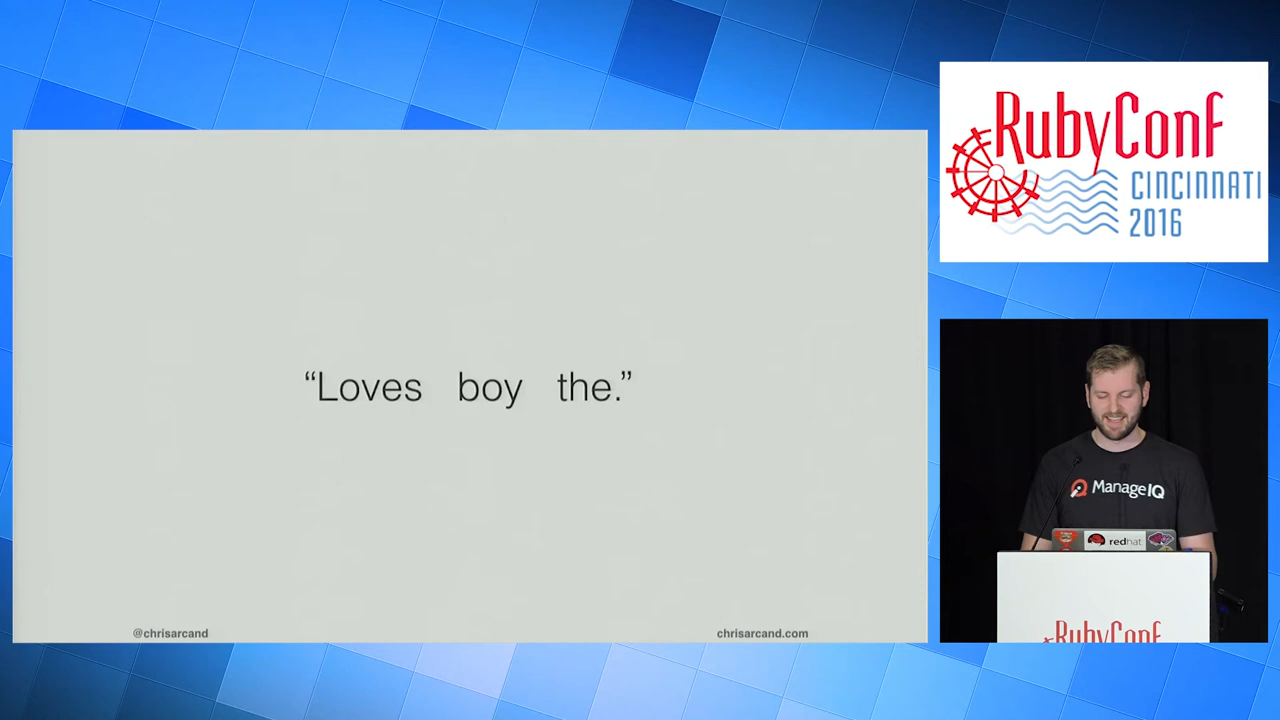 RubyConf
CINCINNATI
2016
“Loves boy the.”
ManageIQ
redhat
RubyConf
@chrisarcand
chrisarcand.com